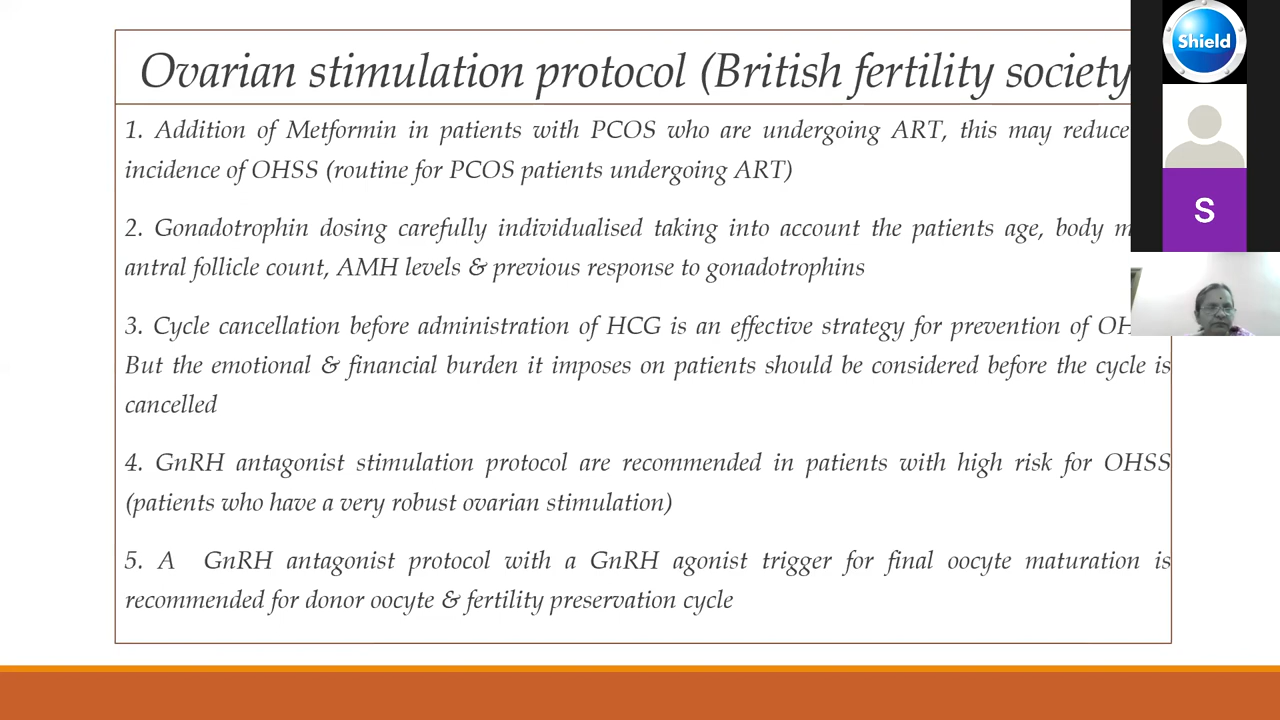 Ovarian stimulation protocol (British fertility society
Shield
1. Addition of Metformin in patients with PCOS who are undergoing ART, this may reduce
incidence of OHSS (routine for PCOS patients undergoing ART)
S
2. Gonadotrophin dosing carefully individualised taking into account the patients age, body
antral follicle count, AMH levels & previous response to gonadotrophins
3. Cycle cancellation before administration of HCG is an effective strategy for prevention of
But the emotional & financial burden it imposes on patients should be considered before the cycle is
cancelled
4. GnRH antagonist stimulation protocol are recommended in patients with high risk for OHSS
(patients who have a very robust ovarian stimulation)
5. A GnRH antagonist protocol with a GnRH agonist trigger for final oocyte maturation is
recommended for donor oocyte & fertility preservation cycle